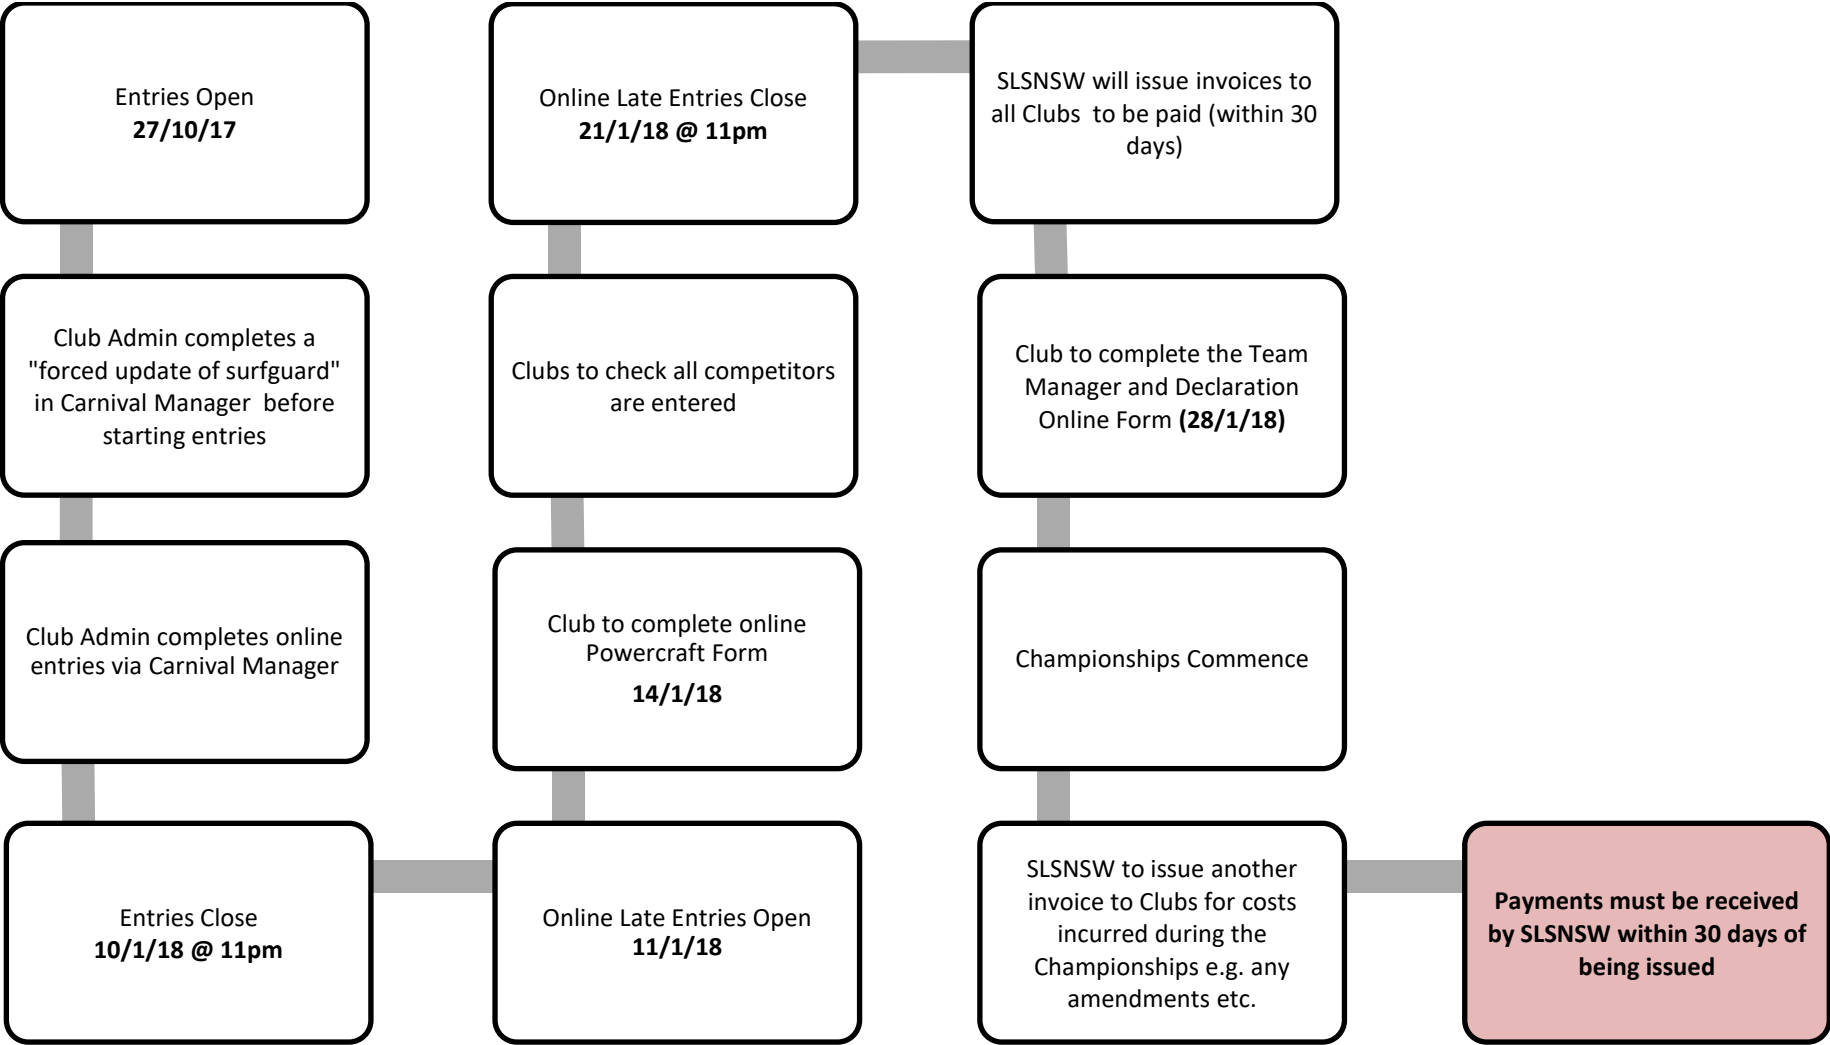 Entries Open
27/10/17
Club Admin completes a
"forced update of surfguard"
in Carnival Manager  before
starting entries
Club Admin completes online
entries via Carnival Manager
Entries Close
10/1/18 @ 11pm
Online Late Entries Open
11/1/18
Club to complete online
Powercraft Form
14/1/18
Clubs to check all competitors
are entered
Online Late Entries Close
21/1/18 @ 11pm
SLSNSW will issue invoices to
all Clubs  to be paid (within 30
days)
Club to complete the Team
Manager and Declaration
Online Form (28/1/18)
Championships Commence
SLSNSW to issue another
invoice to Clubs for costs
incurred during the
Championships e.g. any
amendments etc.
Payments must be received
by SLSNSW within 30 days of
being issued